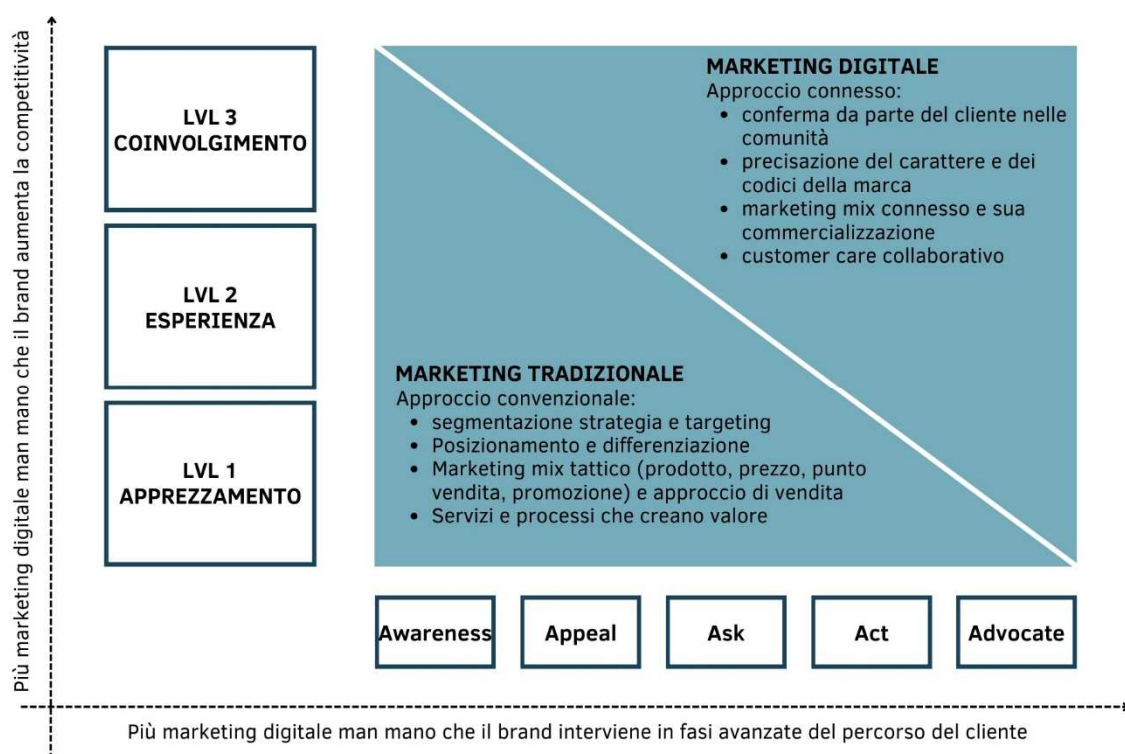 Più marketing digitale man mano che il brand aumenta la competitività
LVL 3
COINVOLGIMENTO
LVL 2
ESPERIENZA
LVL 1
APPREZZAMENTO
MARKETING DIGITALE
Approccio connesso:
• conferma da parte del cliente nelle
comunità
• precisazione del carattere e dei
codici della marca
• marketing mix connesso e sua
commercializzazione
• customer care collaborativo
MARKETING TRADIZIONALE
Approccio convenzionale:
• segmentazione strategia e targeting
• Posizionamento e differenziazione
• Marketing mix tattico (prodotto, prezzo, punto
vendita, promozione) e approccio di vendita
• Servizi e processi che creano valore
Awareness
Appeal
Ask
Act
Advocate
Più marketing digitale man mano che il brand interviene in fasi avanzate del percorso del cliente